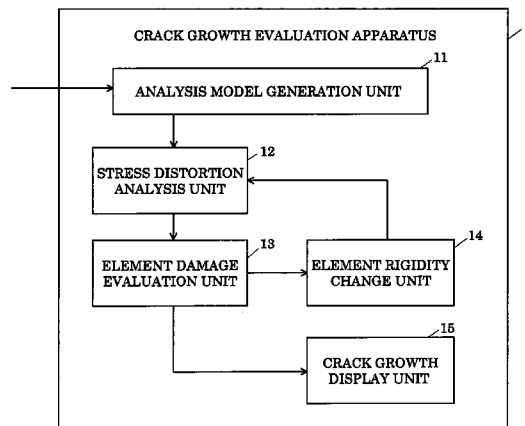 CRACK GROWTH EVALUATION APPARATUS
11
ANALYSIS MODEL GENERATION UNIT
12
STRESS DISTORTION
ANALYSIS UNIT
13
ELEMENT DAMAGE
EVALUATION UNIT
14
ELEMENT RIGIDITY
CHANGE UNIT
15
CRACK GROWTH
DISPLAY UNIT